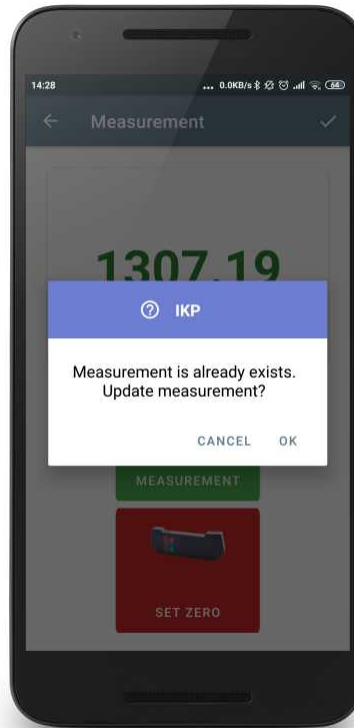 14:28
... 0.0KB/s 64
Measurement
1307.19
IKP
Measurement is already exists.
Update measurement?
CANCEL OK
MEASUREMENT
SET ZERO